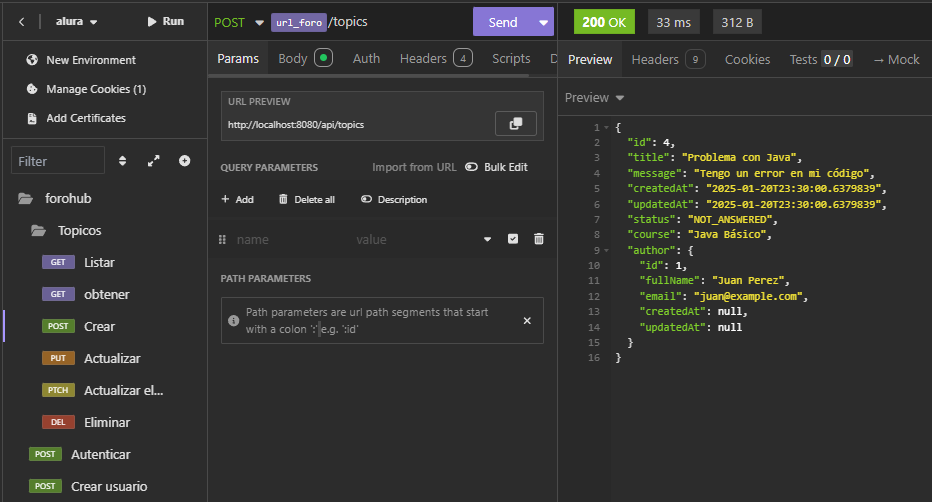 alura Run
New Environment
Manage Cookies (1)
Add Certificates
Filter
forohub
Topicos
GET Listar
GET obtener
POST Crear
PUT Actualizar
PTCH Actualizar el...
DEL Eliminar
POST Autenticar
POST Crear usuario
POST url_foro /topics Send
Params Body Auth Headers 4 Scripts D
URL PREVIEW
http://localhost:8080/api/topics
QUERY PARAMETERS Import from URL Bulk Edit
+ Add Delete all Description
name value
PATH PARAMETERS
Path parameters are url path segments that start
with a colon ':' e.g. ':id'
200 OK 33 ms 312 B
Preview Headers 9 Cookies Tests 0 / 0 → Mock
Preview
1 {
2 "id": 4,
3 "title": "Problema con Java",
4 "message": "Tengo un error en mi código",
5 "createdAt": "2025-01-20T23:30:00.6379839",
6 "updatedAt": "2025-01-20T23:30:00.6379839",
7 "status": "NOT_ANSWERED",
8 "course": "Java Básico",
9 "author": {
10 "id": 1,
11 "fullName": "Juan Perez",
12 "email": "juan@example.com",
13 "createdAt": null,
14 "updatedAt": null
15 }
16 }